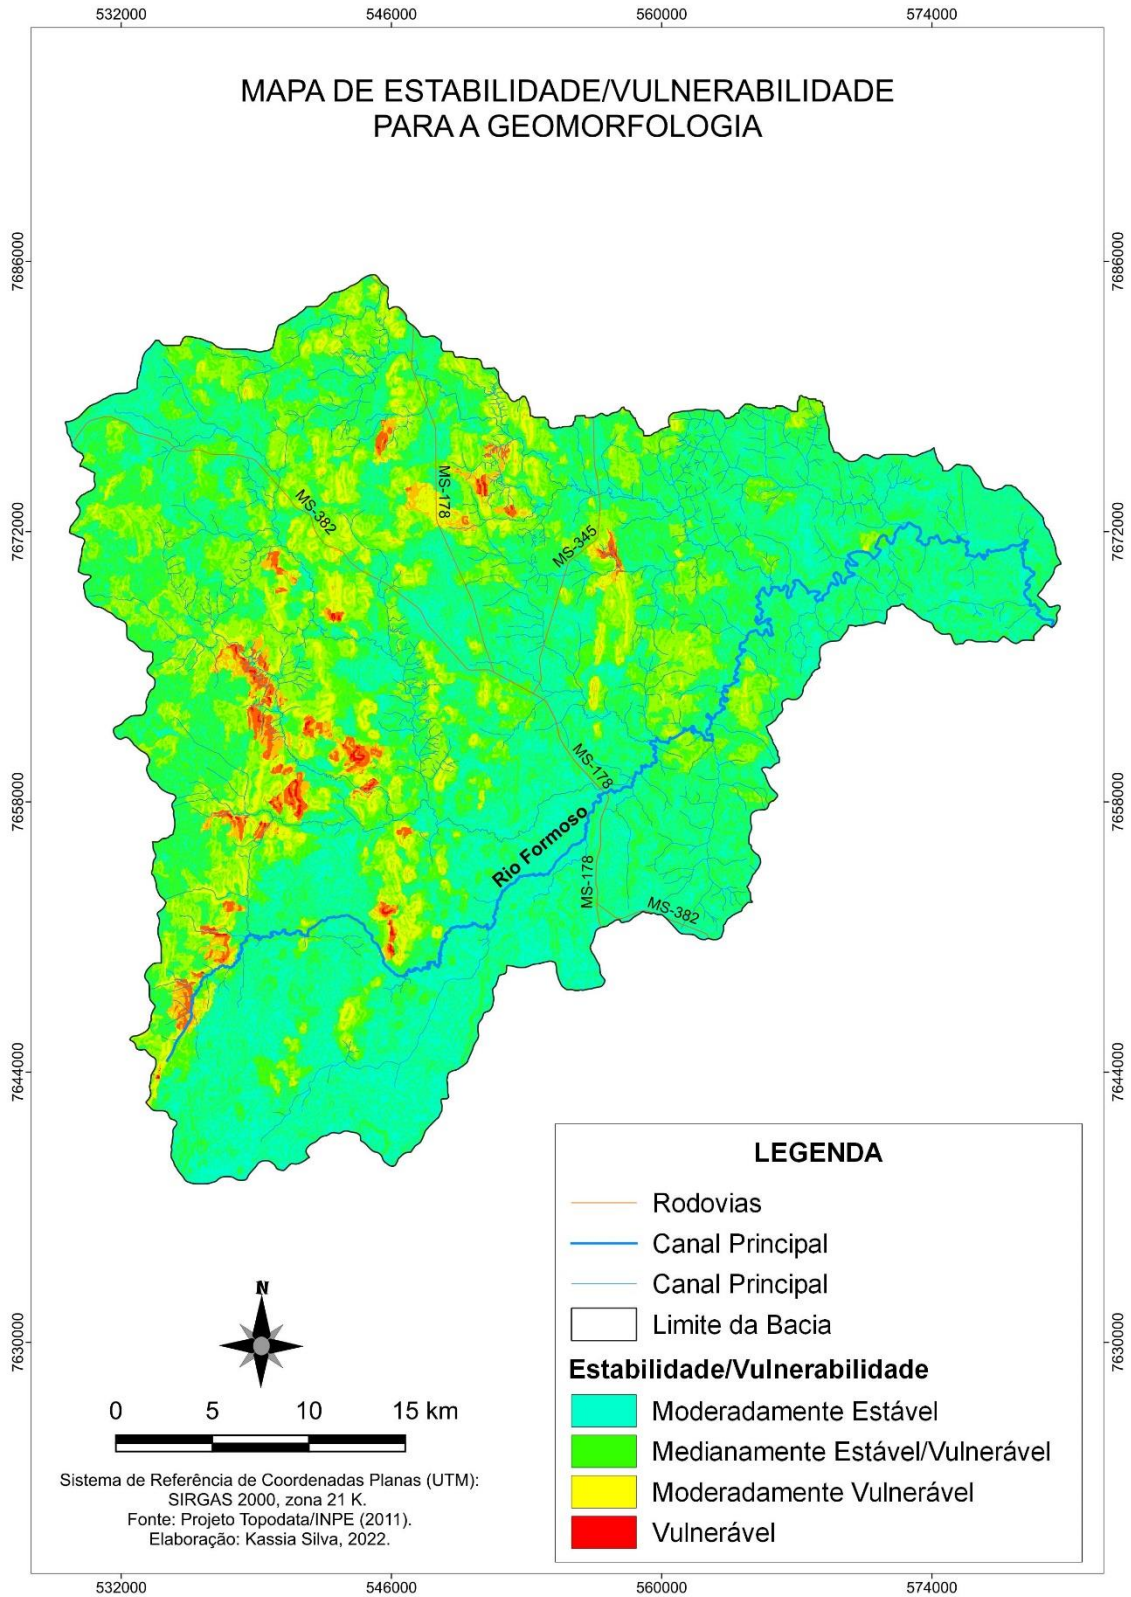 532000
546000
560000
574000
MAPA DE ESTABILIDADE/VULNERABILIDADE
PARA A GEOMORFOLOGIA
7686000
7686000
MS-382
MS-178
7672000
7672000
MS-345
MS-178
7658000
7658000
Rio Formoso
MS-178
MS-382
7644000
7644000
LEGENDA
Rodovias
Canal Principal
Canal Principal
Limite da Bacia
Estabilidade/Vulnerabilidade
Moderadamente Estável
Medianamente Estável/Vulnerável
Moderadamente Vulnerável
Vulnerável
N
7630000
7630000
0 5 10 15 km
Sistema de Referência de Coordenadas Planas (UTM):
SIRGAS 2000, zona 21 K.
Fonte: Projeto Topodata/INPE (2011).
Elaboração: Kassia Silva, 2022.
532000
546000
560000
574000